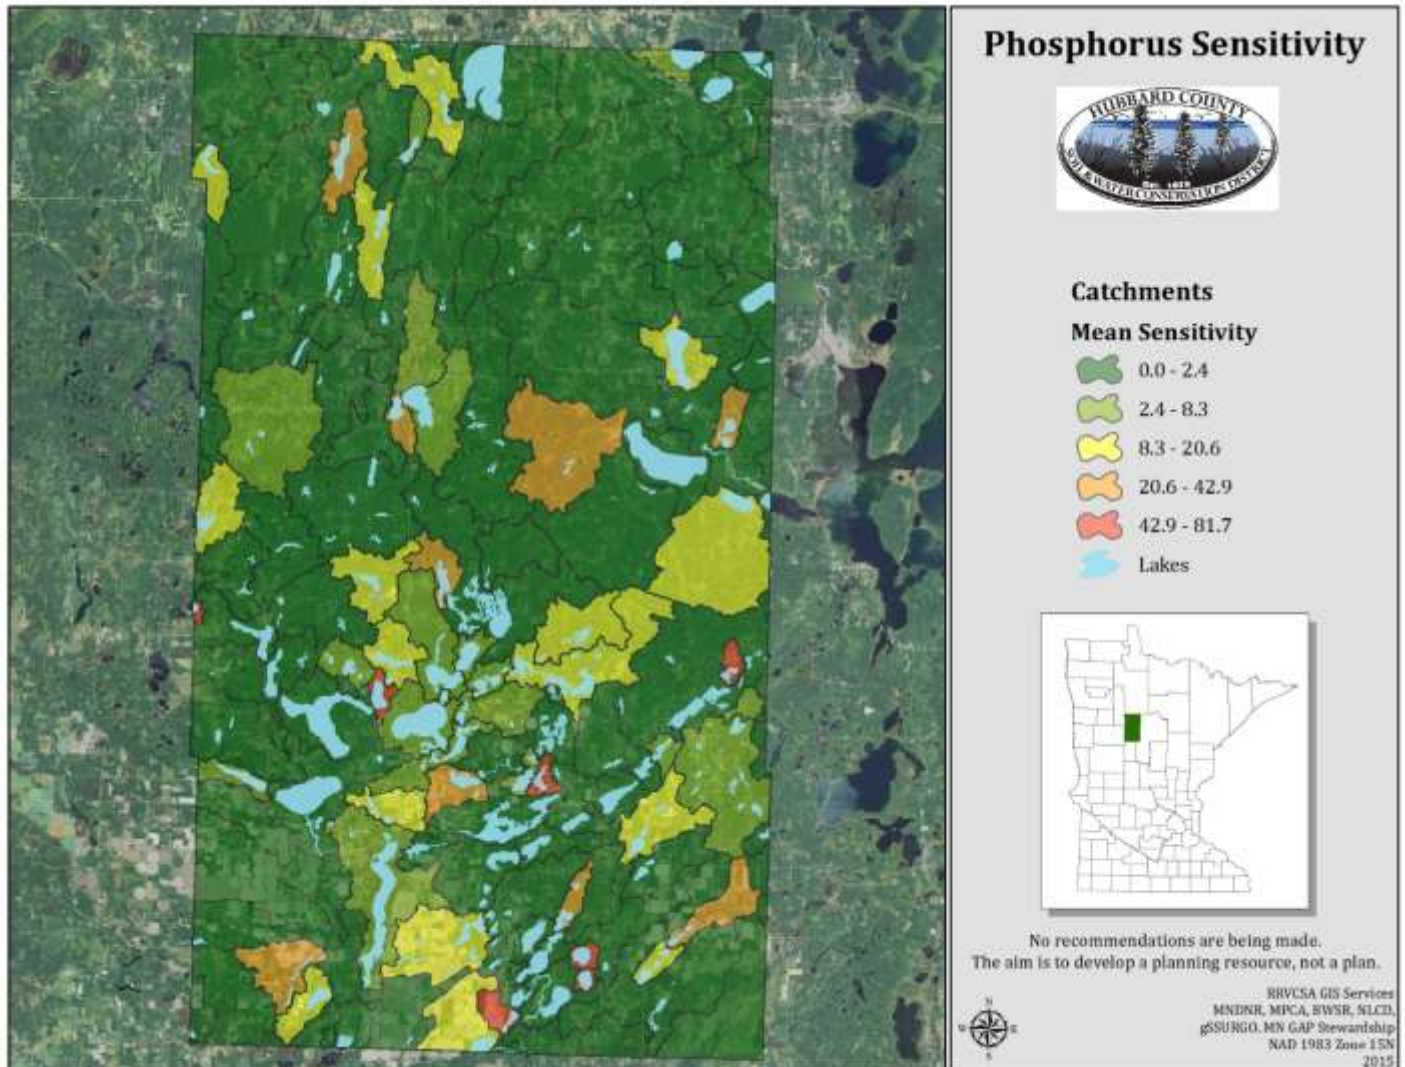 Phosphorus Sensitivity
HUBBARD COUNTY
SOIL & WATER CONSERVATION DISTRICT
Catchments
Mean Sensitivity
0.0 - 2.4
2.4 - 8.3
8.3 - 20.6
20.6 - 42.9
42.9 - 81.7
Lakes
No recommendations are being made.
The aim is to develop a planning resource, not a plan.
RRVCSA GIS Services
MNDNR, MPCA, BWSR, NLCD,
gSSURGO, MN GAP Stewardship
NAD 1983 Zone 15N
2015
N
W E
S